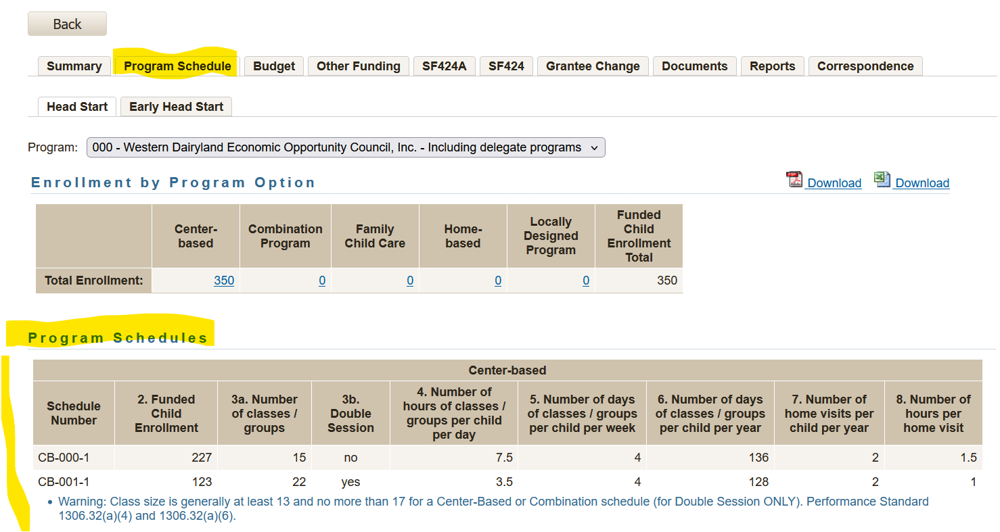 Back
Summary Program Schedule Budget Other Funding SF424A SF424 Grantee Change Documents Reports Correspondence
Head Start Early Head Start
Program: 000 - Western Dairyland Economic Opportunity Council, Inc. - Including delegate programs
Enrollment by Program Option Download Download
Center-based Combination Program Family Child Care Home-based Locally Designed Program Funded Child Enrollment Total
Total Enrollment: 350 0 0 0 0 350
Program Schedules
Center-based
Schedule Number 2. Funded Child Enrollment 3a. Number of classes / groups 3b. Double Session 4. Number of hours of classes / groups per child per day 5. Number of days of classes / groups per child per week 6. Number of days of classes / groups per child per year 7. Number of home visits per child per year 8. Number of hours per home visit
CB-000-1 227 15 no 7.5 4 136 2 1.5
CB-001-1 123 22 yes 3.5 4 128 2 1
• Warning: Class size is generally at least 13 and no more than 17 for a Center-Based or Combination schedule (for Double Session ONLY). Performance Standard
1306.32(a)(4) and 1306.32(a)(6).